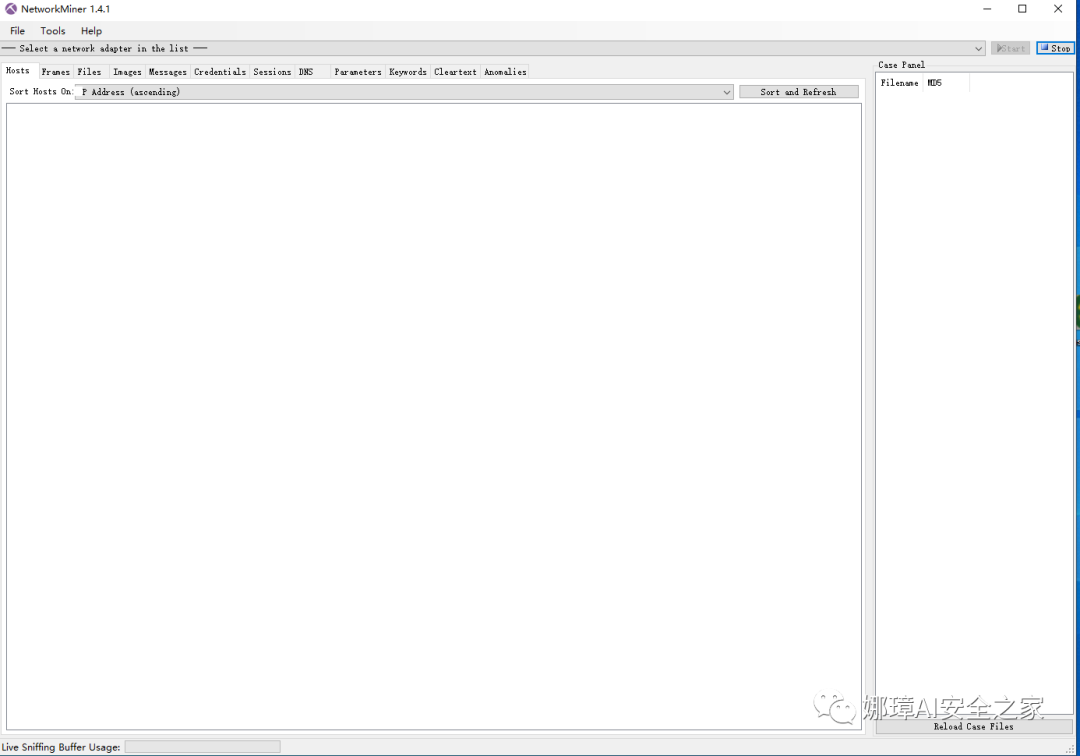 NetworkMiner 1.4.1
File Tools Help
--- Select a network adapter in the list ---
Start
Stop
Hosts Frames Files Images Messages Credentials Sessions DNS Parameters Keywords Cleartext Anomalies
Case Panel
Filename MD5
Sort Hosts On: P Address (ascending)
Sort and Refresh
娜璋AI安全之家
Reload Case Files
Live Sniffing Buffer Usage: